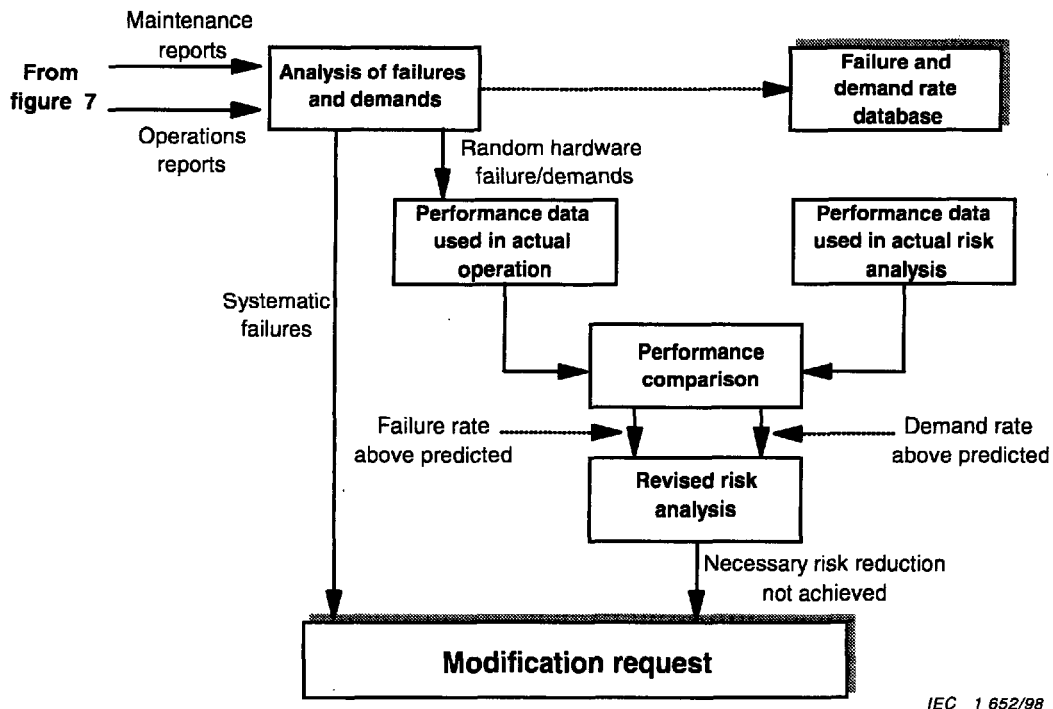 Maintenance
reports
From
figure 7
Operations
reports
Analysis of failures
and demands
Failure and
demand rate
database
Random hardware
failure/demands
Performance data
used in actual
operation
Performance data
used in actual risk
analysis
Systematic
failures
Performance
comparison
Failure rate
above predicted
Demand rate
above predicted
Revised risk
analysis
Necessary risk reduction
not achieved
Modification request
IEC 1 652/98